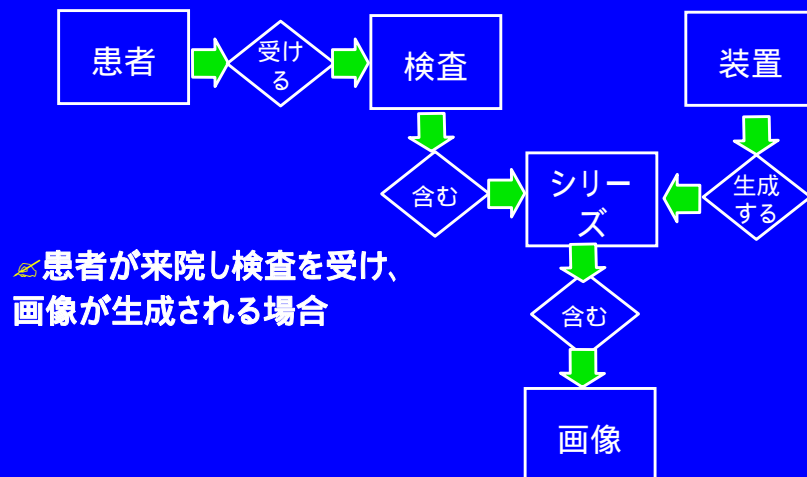 患者
受け
る
検査
装置
含む
シリー
ズ
生成
する
患者が来院し検査を受け、
画像が生成される場合
含む
画像